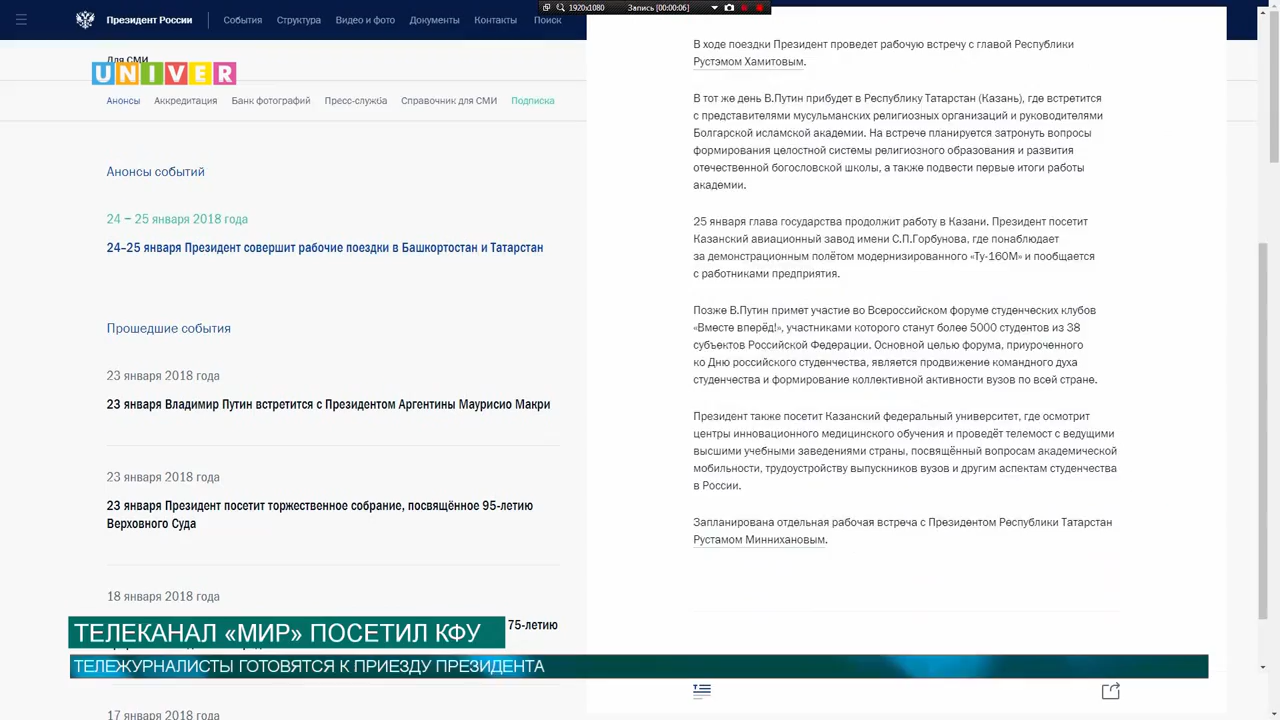 1920x1080
Запись [00:00:06]
Президент России
События
Структура
Видео и фото
Документы
Контакты
Поиск
Для СМИ
UNIVER
Анонсы
Аккредитация
Банк фотографий
Пресс-служба
Справочник для СМИ
Подписка
Анонсы событий
24 – 25 января 2018 года
24–25 января Президент совершит рабочие поездки в Башкортостан и Татарстан
Прошедшие события
23 января 2018 года
23 января Владимир Путин встретится с Президентом Аргентины Маурисио Макри
23 января 2018 года
23 января Президент посетит торжественное собрание, посвящённое 95-летию
Верховного Суда
18 января 2018 года
75-летию
17 января 2018 года
В ходе поездки Президент проведет рабочую встречу с главой Республики
Рустэмом Хамитовым.
В тот же день В.Путин прибудет в Республику Татарстан (Казань), где встретится
с представителями мусульманских религиозных организаций и руководителями
Болгарской исламской академии. На встрече планируется затронуть вопросы
формирования целостной системы религиозного образования и развития
отечественной богословской школы, а также подвести первые итоги работы
академии.
25 января глава государства продолжит работу в Казани. Президент посетит
Казанский авиационный завод имени С.П.Горбунова, где понаблюдает
за демонстрационным полётом модернизированного «Ту-160М» и пообщается
с работниками предприятия.
Позже В.Путин примет участие во Всероссийском форуме студенческих клубов
«Вместе вперёд!», участниками которого станут более 5000 студентов из 38
субъектов Российской Федерации. Основной целью форума, приуроченного
ко Дню российского студенчества, является продвижение командного духа
студенчества и формирование коллективной активности вузов по всей стране.
Президент также посетит Казанский федеральный университет, где осмотрит
центры инновационного медицинского обучения и проведёт телемост с ведущими
высшими учебными заведениями страны, посвящённый вопросам академической
мобильности, трудоустройству выпускников вузов и другим аспектам студенчества
в России.
Запланирована отдельная рабочая встреча с Президентом Республики Татарстан
Рустамом Миннихановым.
ТЕЛЕКАНАЛ «МИР» ПОСЕТИЛ КФУ
ТЕЛЕЖУРНАЛИСТЫ ГОТОВЯТСЯ К ПРИЕЗДУ ПРЕЗИДЕНТА